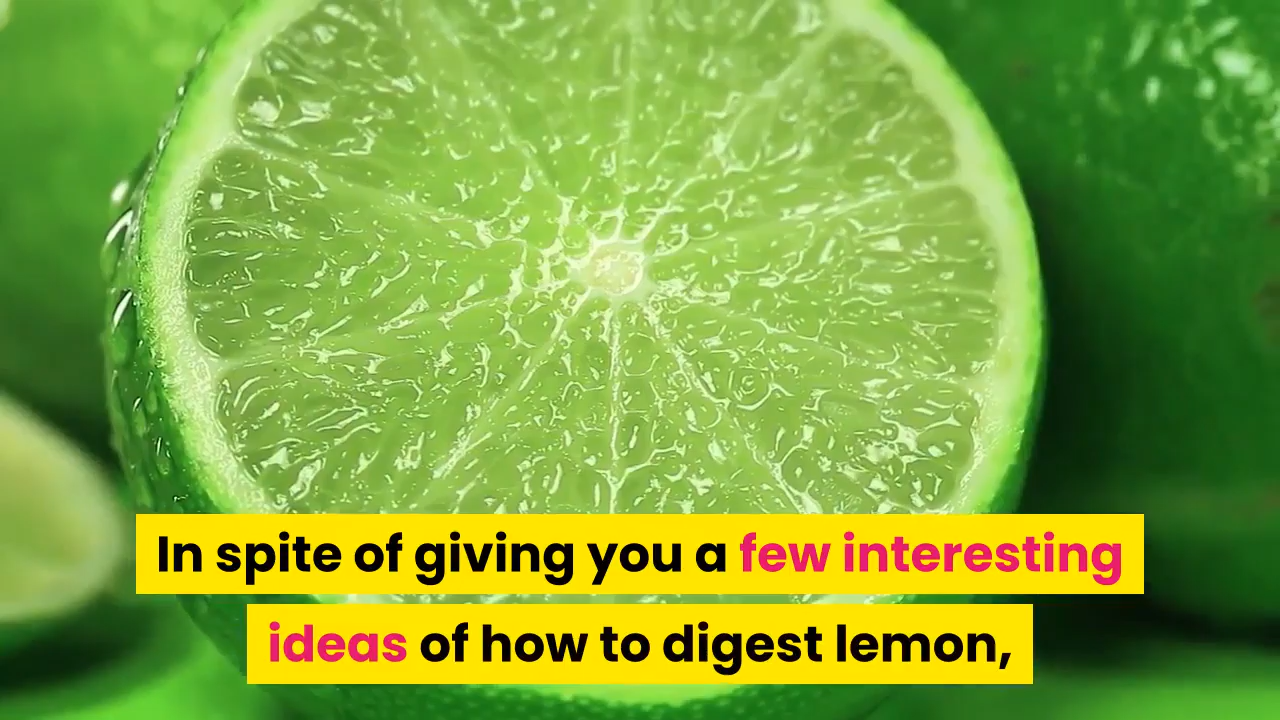 In spite of giving you a few interesting
ideas of how to digest lemon,